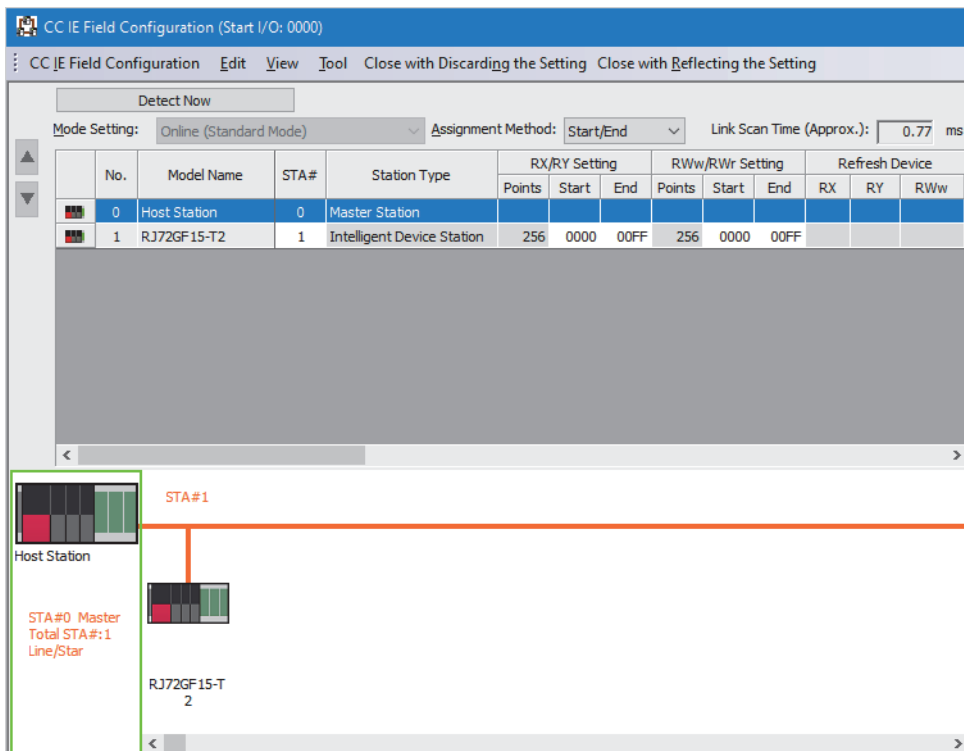 CC IE Field Configuration (Start I/O: 0000)
CC IE Field Configuration Edit View Tool Close with Discarding the Setting Close with Reflecting the Setting
Detect Now
Mode Setting: Online (Standard Mode) Assignment Method: Start/End Link Scan Time (Approx.): 0.77 ms
No. Model Name STA# Station Type RX/RY Setting RWw/RWr Setting Refresh Device
Points Start End Points Start End RX RY RWw
0 Host Station 0 Master Station
1 RJ72GF15-T2 1 Intelligent Device Station 256 0000 00FF 256 0000 00FF
STA#1
Host Station
STA#0 Master
Total STA#:1
Line/Star
RJ72GF15-T
2